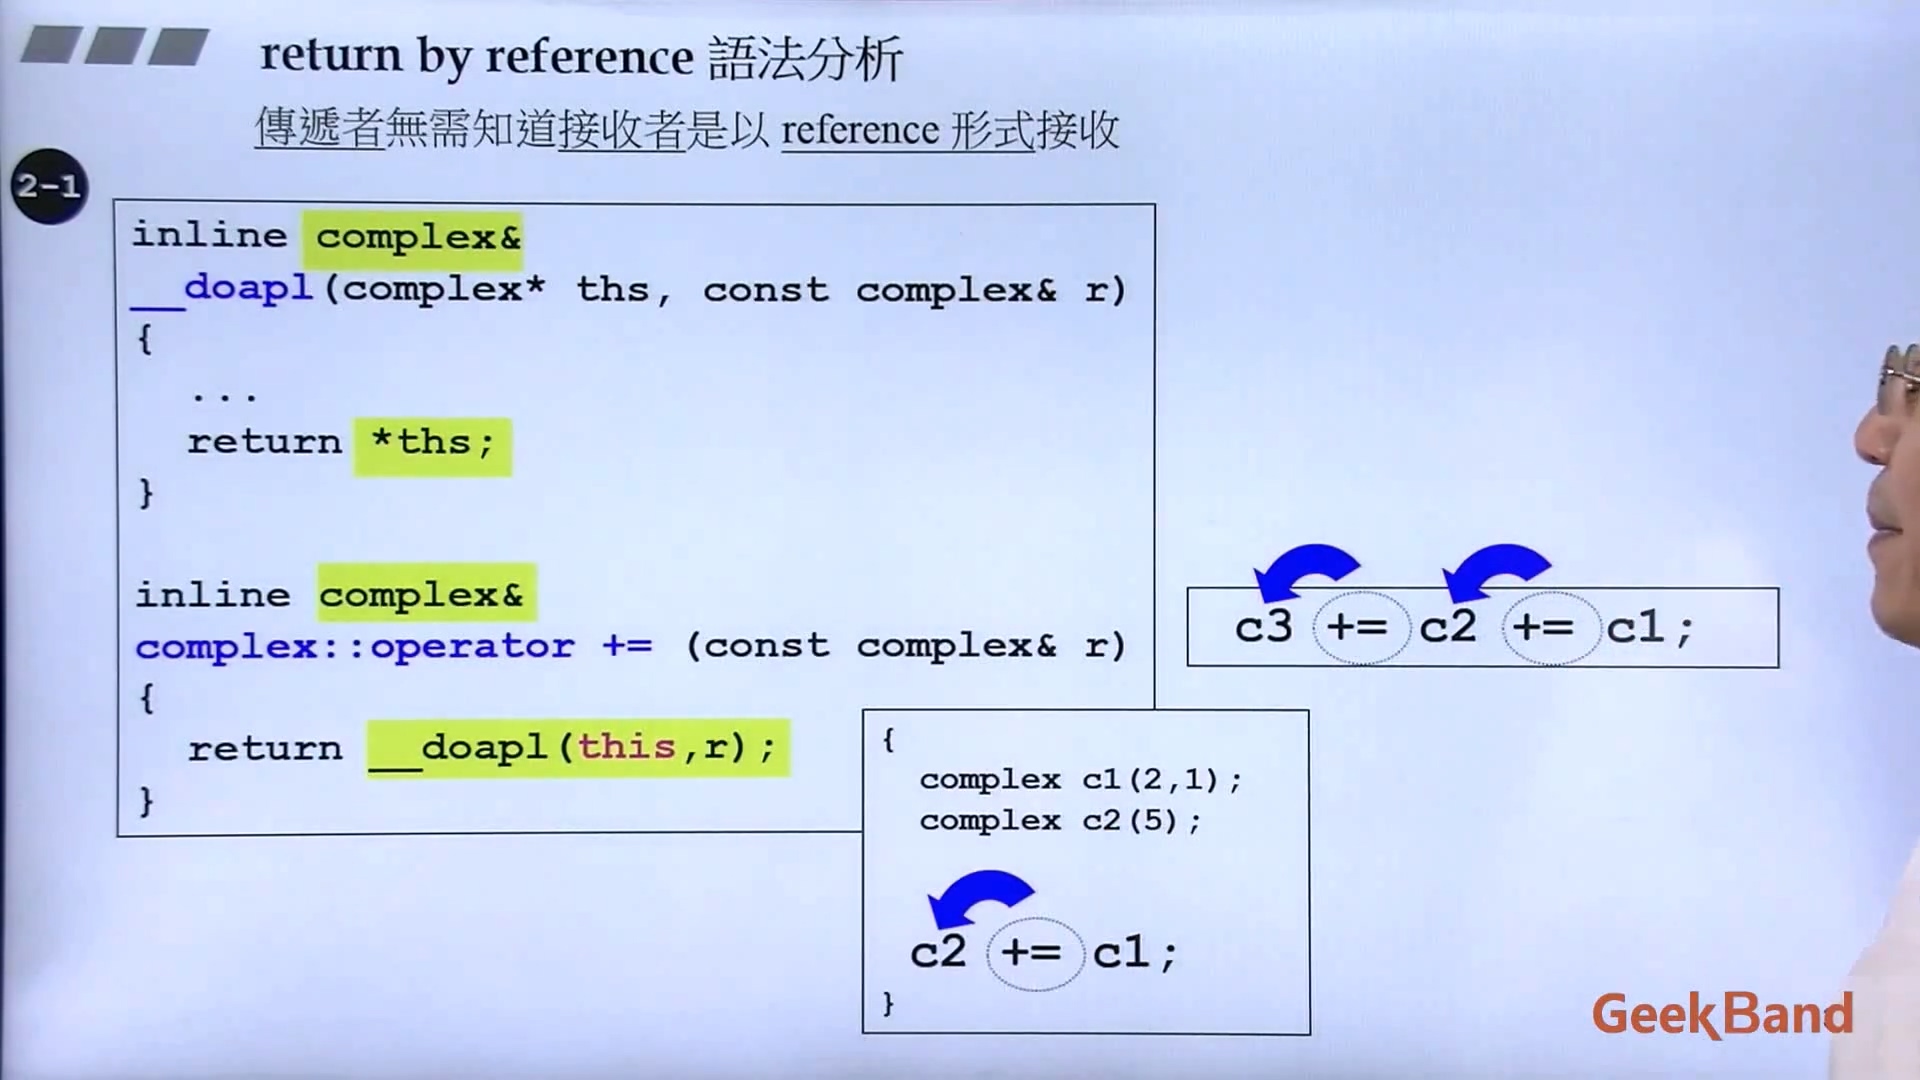 return by reference 語法分析
傳遞者無需知道接收者是以 reference 形式接收
2-1
inline complex&
__doapl(complex* ths, const complex& r)
{
...
return *ths;
}
inline complex&
complex::operator += (const complex& r)
{
return __doapl(this,r);
}
c3 += c2 += c1;
{
complex c1(2,1);
complex c2(5);
c2 += c1;
}
GeekBand